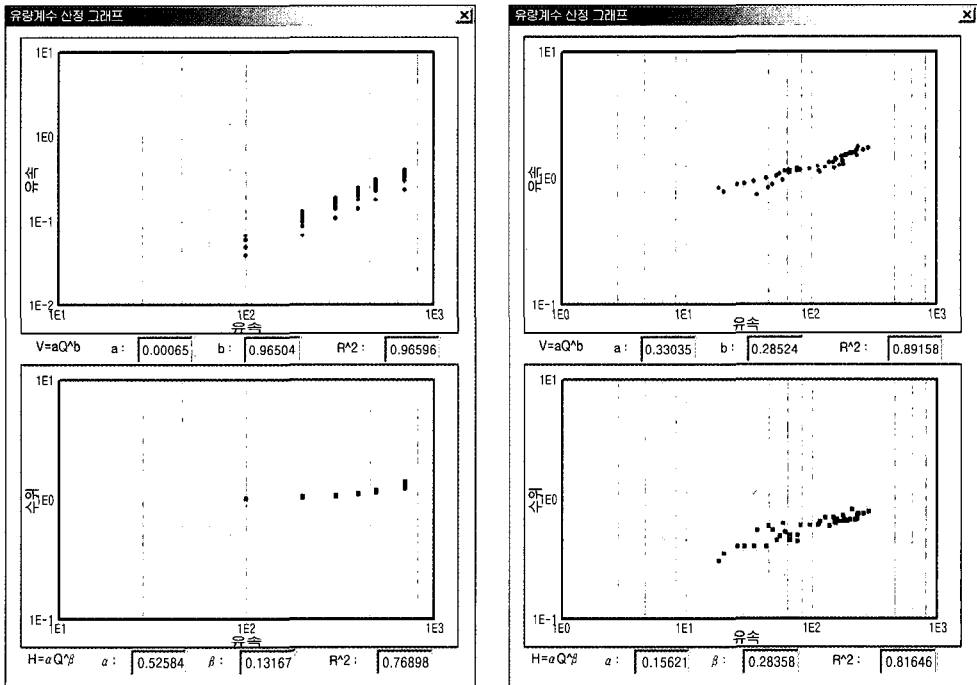 유량계수 산정 그래프
1E1
1E0
유속
1E-1
1E-2
1E1
1E2
1E3
유속
V=aQ^b a : 0.00065 b : 0.96504 R^2 : 0.96596
1E1
수위
1E0
1E-1
1E1
1E2
1E3
유속
H=αQ^β α : 0.52584 β : 0.13167 R^2 : 0.76898
유량계수 산정 그래프
1E1
유속
1E0
1E-1
1E0
1E1
1E2
1E3
유속
V=aQ^b a : 0.33035 b : 0.28524 R^2 : 0.89158
1E1
수위
1E0
1E-1
1E0
1E1
1E2
1E3
유속
H=αQ^β α : 0.15621 β : 0.28358 R^2 : 0.81646